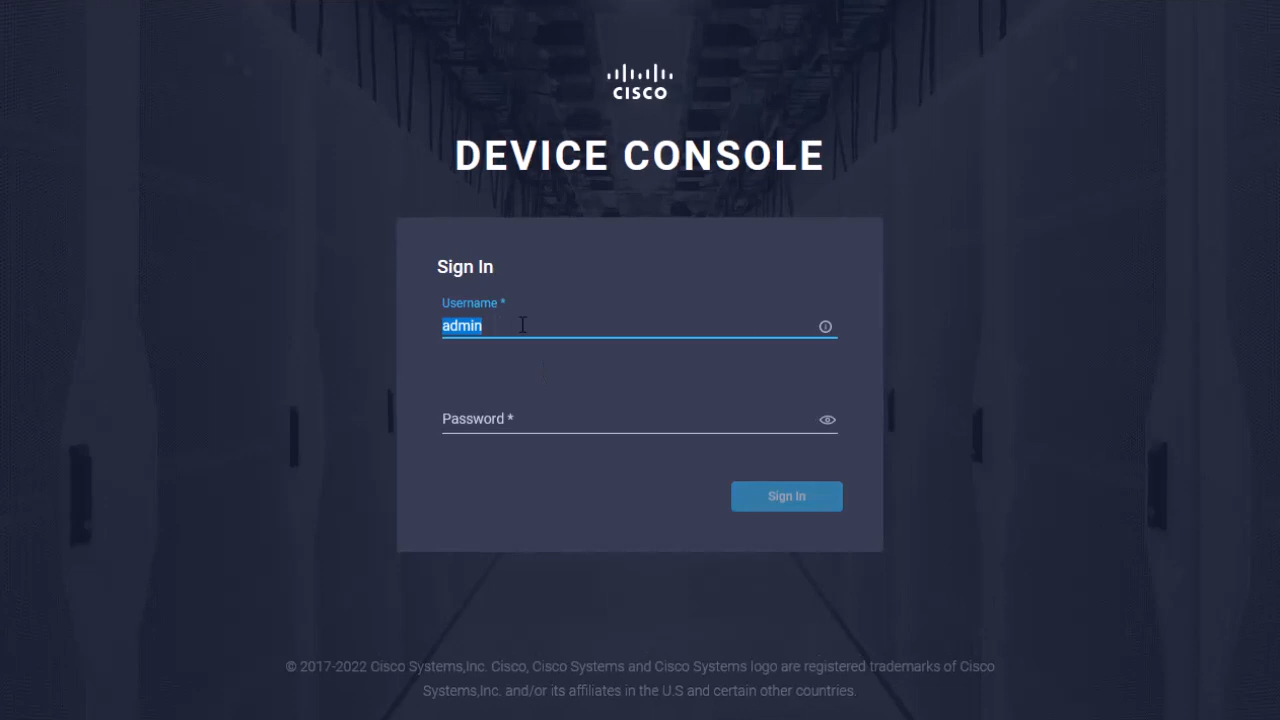 CISCO
DEVICE CONSOLE
Sign In
Username *
admin
Password *
Sign In
© 2017-2022 Cisco Systems,Inc. Cisco, Cisco Systems and Cisco Systems logo are registered trademarks of Cisco
Systems,Inc. and/or its affiliates in the U.S and certain other countries.